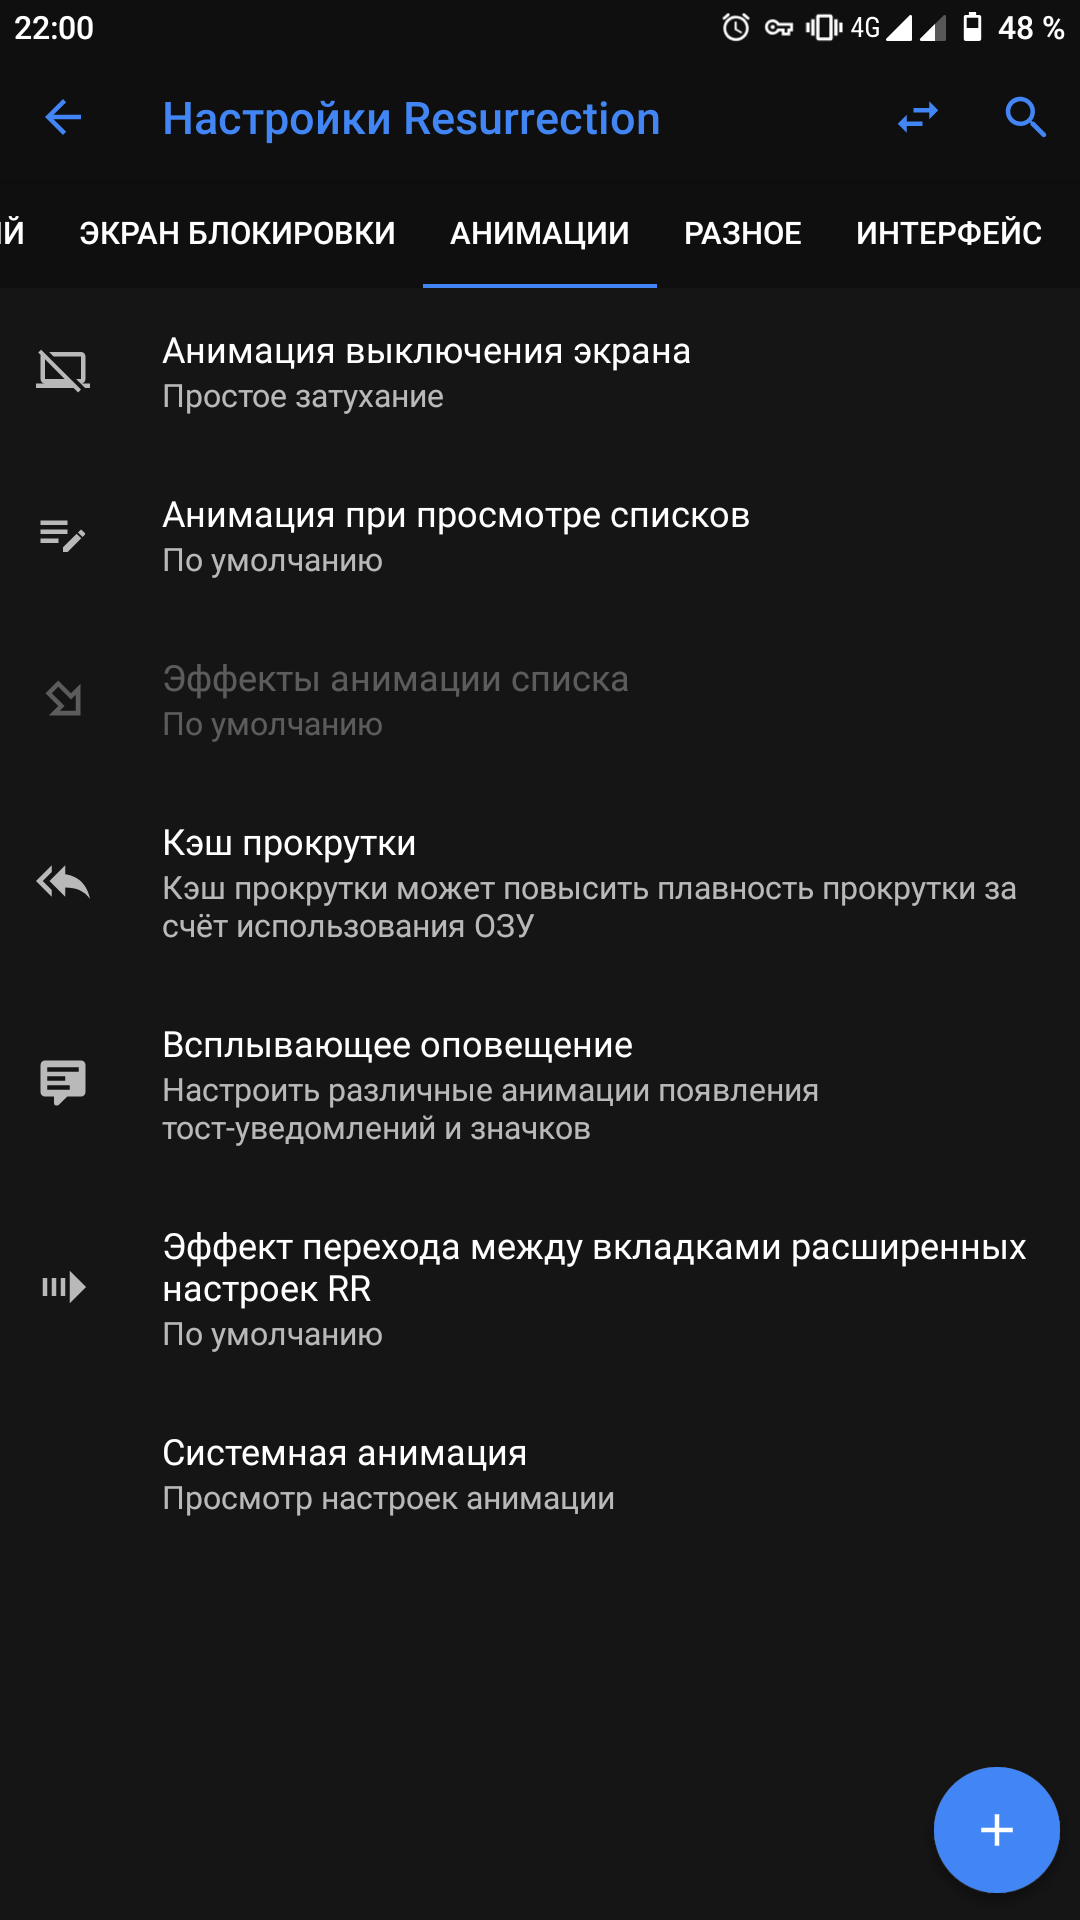 22:00 4G 48 %
Настройки Resurrection
ИЙ ЭКРАН БЛОКИРОВКИ АНИМАЦИИ РАЗНОЕ ИНТЕРФЕЙС
Анимация выключения экрана
Простое затухание
Анимация при просмотре списков
По умолчанию
Эффекты анимации списка
По умолчанию
Кэш прокрутки
Кэш прокрутки может повысить плавность прокрутки за
счёт использования ОЗУ
Всплывающее оповещение
Настроить различные анимации появления
тост-уведомлений и значков
Эффект перехода между вкладками расширенных
настроек RR
По умолчанию
Системная анимация
Просмотр настроек анимации